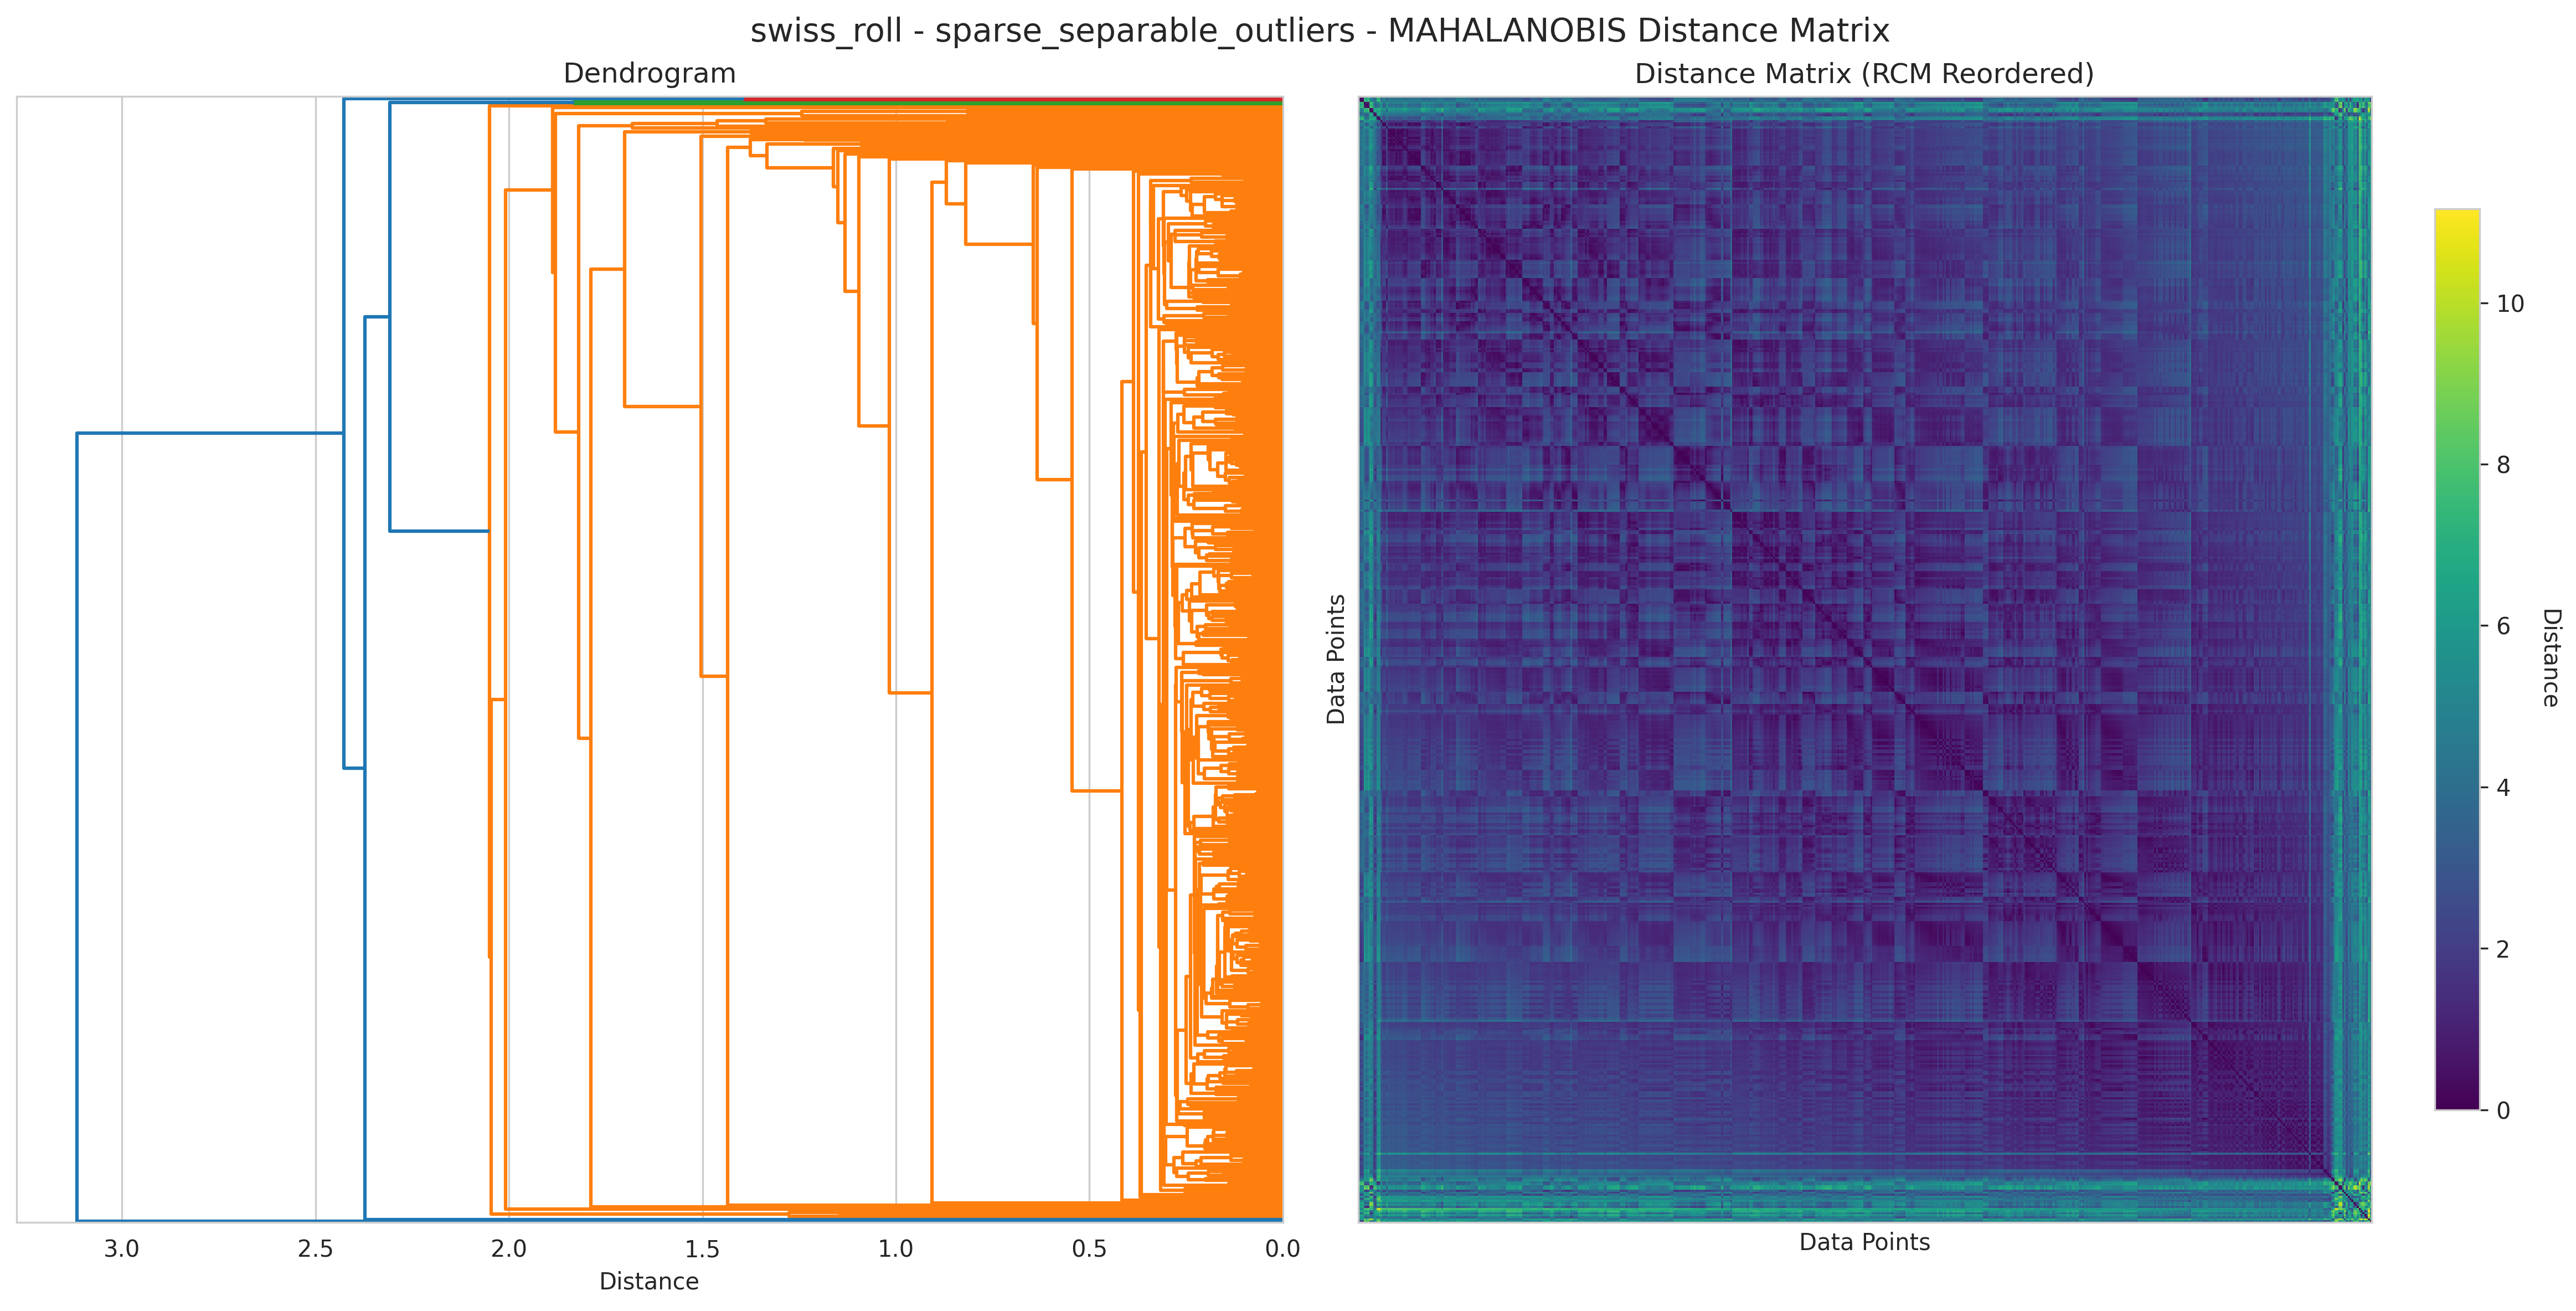 swiss_roll - sparse_separable_outliers - MAHALANOBIS Distance Matrix
Dendrogram
3.0 2.5 2.0 1.5 1.0 0.5 0.0
Distance
Distance Matrix (RCM Reordered)
Data Points
Data Points
10
8
6
4
2
0
Distance